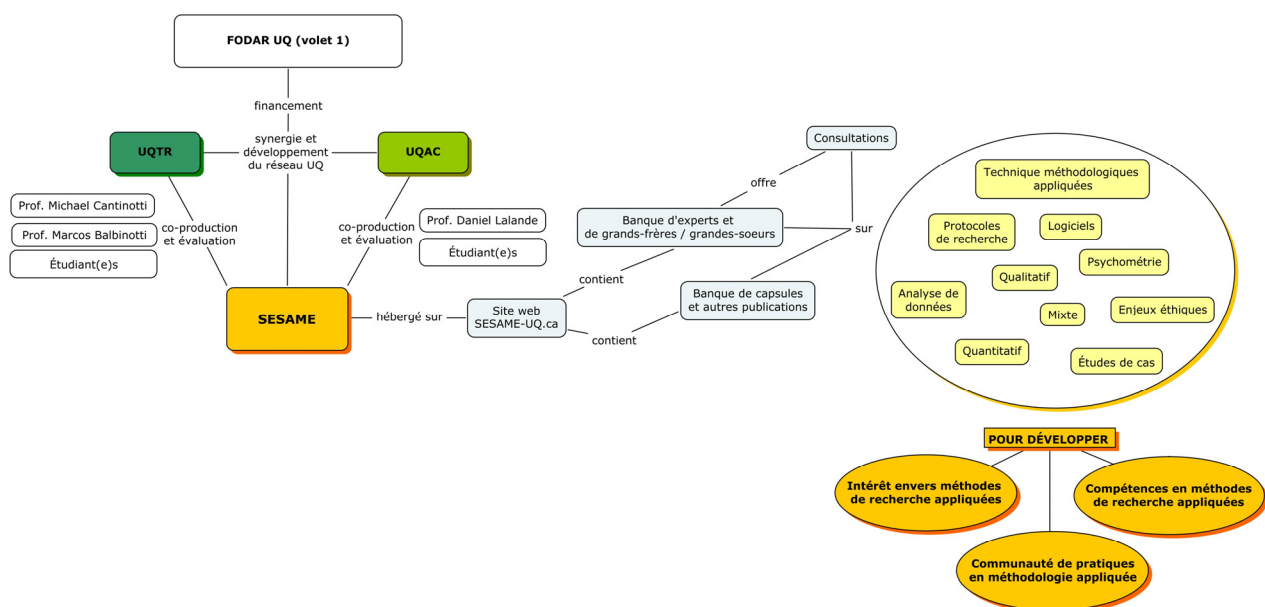 FODAR UQ (volet 1)
financement
synergie et
développement
du réseau UQ
UQTR
UQAC
Prof. Michael Cantinotti
Prof. Marcos Balbinotti
Étudiant(e)s
co-production
et évaluation
co-production
et évaluation
Prof. Daniel Lalande
Étudiant(e)s
SESAME
hébergé sur
Site web
SESAME-UQ.ca
contient
contient
Banque d'experts et
de grands-frères / grandes-soeurs
Banque de capsules
et autres publications
offre
Consultations
sur
Technique méthodologiques
appliquées
Protocoles
de recherche
Logiciels
Psychométrie
Qualitatif
Analyse de
données
Mixte
Enjeux éthiques
Quantitatif
Études de cas
POUR DÉVELOPPER
Intérêt envers méthodes
de recherche appliquées
Compétences en méthodes
de recherche appliquées
Communauté de pratiques
en méthodologie appliquée